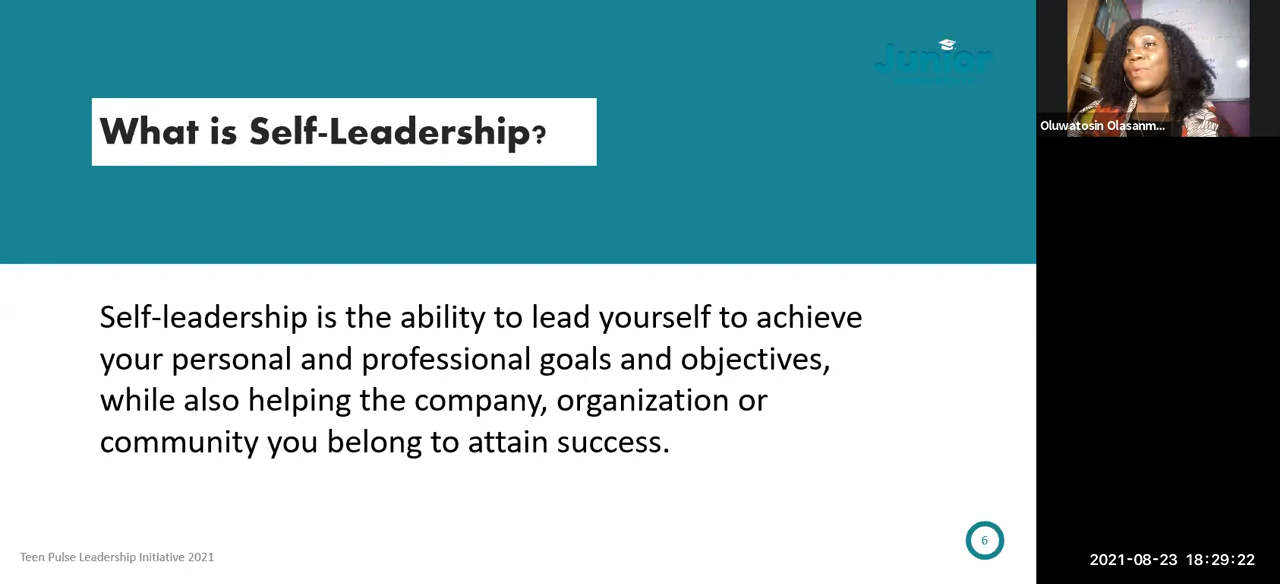 Junior
What is Self-Leadership?
Oluwatosin Olasanm...
Self-leadership is the ability to lead yourself to achieve
your personal and professional goals and objectives,
while also helping the company, organization or
community you belong to attain success.
6
Teen Pulse Leadership Initiative 2021
2021-08-23 18:29:22